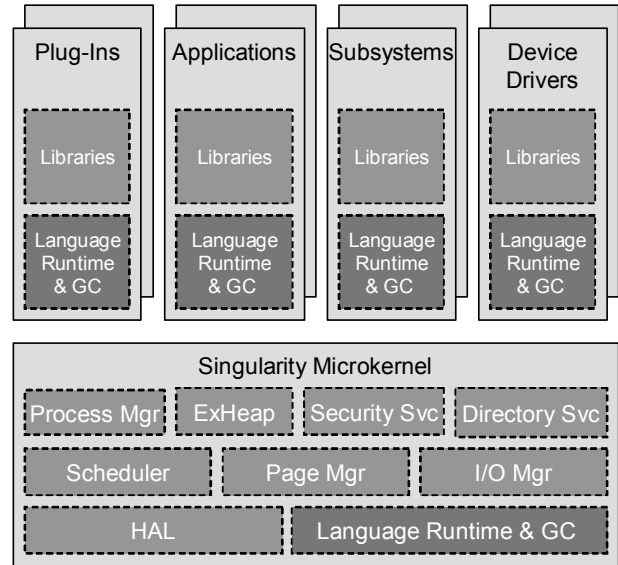 Plug-Ins
Applications
Subsystems
Device
Drivers
Libraries
Libraries
Libraries
Libraries
Language
Runtime
& GC
Language
Runtime
& GC
Language
Runtime
& GC
Language
Runtime
& GC
Singularity Microkernel
Process Mgr
ExHeap
Security Svc
Directory Svc
Scheduler
Page Mgr
I/O Mgr
HAL
Language Runtime & GC